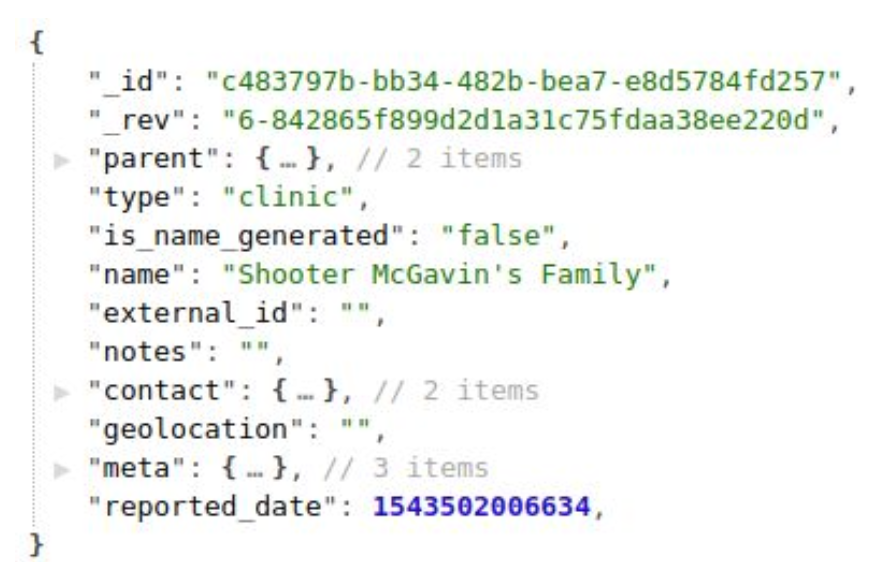 {
"_id": "c483797b-bb34-482b-bea7-e8d5784fd257",
"_rev": "6-842865f899d2d1a31c75fdaa38ee220d",
"parent": { … }, // 2 items
"type": "clinic",
"is_name_generated": "false",
"name": "Shooter McGavin's Family",
"external_id": "",
"notes": "",
"contact": { … }, // 2 items
"geolocation": "",
"meta": { … }, // 3 items
"reported_date": 1543502006634,
}